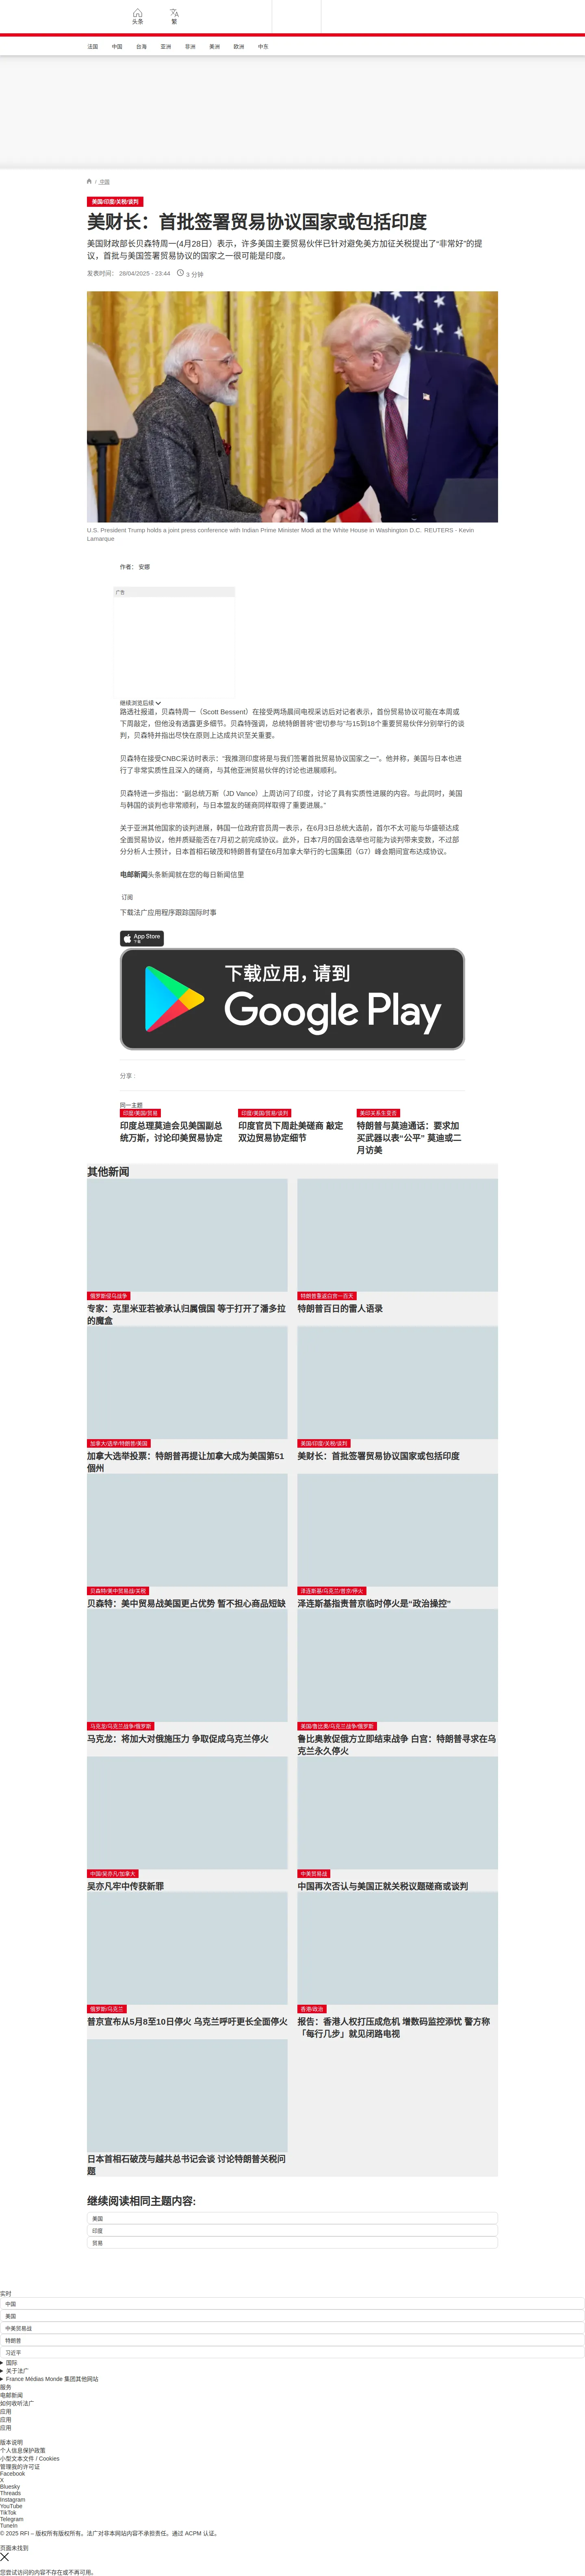 头条
繁
法国
中国
台海
亚洲
非洲
美洲
欧洲
中东
/ 中国
美国/印度/关税/谈判
美财长：首批签署贸易协议国家或包括印度
美国财政部长贝森特周一(4月28日）表示，许多美国主要贸易伙伴已针对避免美方加征关税提出了“非常好”的提
议，首批与美国签署贸易协议的国家之一很可能是印度。
发表时间： 28/04/2025 - 23:44
3 分钟
U.S. President Trump holds a joint press conference with Indian Prime Minister Modi at the White House in Washington D.C. REUTERS - Kevin
Lamarque
作者： 安娜
广告
继续浏览后续
路透社报道，贝森特周一（Scott Bessent）在接受两场晨间电视采访后对记者表示，首份贸易协议可能在本周或
下周敲定，但他没有透露更多细节。贝森特强调，总统特朗普将“密切参与”与15到18个重要贸易伙伴分别举行的谈
判，贝森特并指出尽快在原则上达成共识至关重要。
贝森特在接受CNBC采访时表示：“我推测印度将是与我们签署首批贸易协议国家之一”。他并称，美国与日本也进
行了非常实质性且深入的磋商，与其他亚洲贸易伙伴的讨论也进展顺利。
贝森特进一步指出：“副总统万斯（JD Vance）上周访问了印度，讨论了具有实质性进展的内容。与此同时，美国
与韩国的谈判也非常顺利，与日本盟友的磋商同样取得了重要进展。”
关于亚洲其他国家的谈判进展，韩国一位政府官员周一表示，在6月3日总统大选前，首尔不太可能与华盛顿达成
全面贸易协议，他并质疑能否在7月初之前完成协议。此外，日本7月的国会选举也可能为谈判带来变数，不过部
分分析人士预计，日本首相石破茂和特朗普有望在6月加拿大举行的七国集团（G7）峰会期间宣布达成协议。
电邮新闻头条新闻就在您的每日新闻信里
订阅
下载法广应用程序跟踪国际时事
App Store
下载
下载应用，请到
Google Play
分享 :
同一主题
印度/美国/贸易
印度总理莫迪会见美国副总
统万斯，讨论印美贸易协定
印度/美国/贸易/谈判
印度官员下周赴美磋商 敲定
双边贸易协定细节
美印关系生变否
特朗普与莫迪通话：要求加
买武器以表“公平” 莫迪或二
月访美
其他新闻
俄罗斯侵乌战争
专家：克里米亚若被承认归属俄国 等于打开了潘多拉
的魔盒
特朗普重返白宫一百天
特朗普百日的雷人语录
加拿大/选举/特朗普/美国
加拿大选举投票：特朗普再提让加拿大成为美国第51
個州
美国/印度/关税/谈判
美财长：首批签署贸易协议国家或包括印度
贝森特/美中贸易战/关税
贝森特：美中贸易战美国更占优势 暂不担心商品短缺
泽连斯基/乌克兰/普京/停火
泽连斯基指责普京临时停火是“政治操控”
马克龙/乌克兰战争/俄罗斯
马克龙：将加大对俄施压力 争取促成乌克兰停火
美国/鲁比奥/乌克兰战争/俄罗斯
鲁比奥敦促俄方立即结束战争 白宫：特朗普寻求在乌
克兰永久停火
中国/吴亦凡/加拿大
吴亦凡牢中传获新罪
中美贸易战
中国再次否认与美国正就关税议题磋商或谈判
俄罗斯/乌克兰
普京宣布从5月8至10日停火 乌克兰呼吁更长全面停火
香港/政治
报告：香港人权打压成危机 增数码监控添忧 警方称
「每行几步」就见闭路电视
日本首相石破茂与越共总书记会谈 讨论特朗普关税问
题
继续阅读相同主题内容:
美国
印度
贸易
实时
中国
美国
中美贸易战
特朗普
习近平
国际
关于法广
France Médias Monde 集团其他网站
服务
电邮新闻
如何收听法广
应用
应用
应用
版本说明
个人信息保护政策
小型文本文件 / Cookies
管理我的许可证
Facebook
X
Bluesky
Threads
Instagram
YouTube
TikTok
Telegram
TuneIn
© 2025 RFI – 版权所有版权所有。法广对非本网站内容不承担责任。通过 ACPM 认证。
页面未找到
您尝试访问的内容不存在或不再可用。